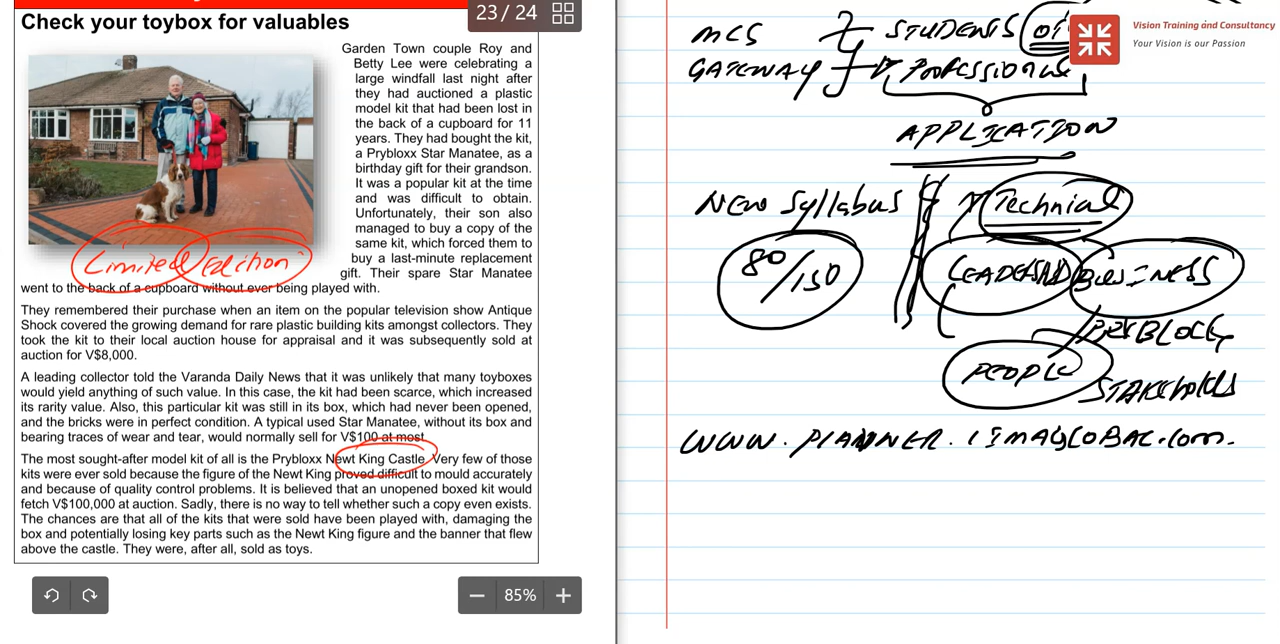 Check your toybox for valuables
23 / 24
Garden Town couple Roy and
Betty Lee were celebrating a
large windfall last night after
they had auctioned a plastic
model kit that had been lost in
the back of a cupboard for 11
years. They had bought the kit,
a Prybloxx Star Manatee, as a
birthday gift for their grandson.
It was a popular kit at the time
and was difficult to obtain.
Unfortunately, their son also
managed to buy a copy of the
same kit, which forced them to
buy a last-minute replacement
gift. Their spare Star Manatee
went to the back of a cupboard without ever being played with.
Limited Edition
They remembered their purchase when an item on the popular television show Antique
Shock covered the growing demand for rare plastic building kits amongst collectors. They
took the kit to their local auction house for appraisal and it was subsequently sold at
auction for V$8,000.
A leading collector told the Varanda Daily News that it was unlikely that many toyboxes
would yield anything of such value. In this case, the kit had been scarce, which increased
its rarity value. Also, this particular kit was still in its box, which had never been opened,
and the bricks were in perfect condition. A typical used Star Manatee, without its box and
bearing traces of wear and tear, would normally sell for V$100 at most.
The most sought-after model kit of all is the Prybloxx Newt King Castle. Very few of those
kits were ever sold because the figure of the Newt King proved difficult to mould accurately
and because of quality control problems. It is believed that an unopened boxed kit would
fetch V$100,000 at auction. Sadly, there is no way to tell whether such a copy even exists.
The chances are that all of the kits that were sold have been played with, damaging the
box and potentially losing key parts such as the Newt King figure and the banner that flew
above the castle. They were, after all, sold as toys.
85%
Vision Training and Consultancy
Your Vision is our Passion
MCS STUDENTS
GATEWAY PROFESSIONALS
APPLICATION
New Syllabus Technical
80/150 BUSINESS
PEOPLE